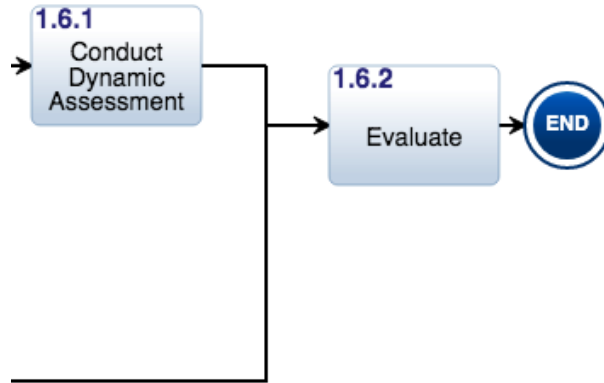 1.6.1
Conduct
Dynamic
Assessment
1.6.2
Evaluate
END